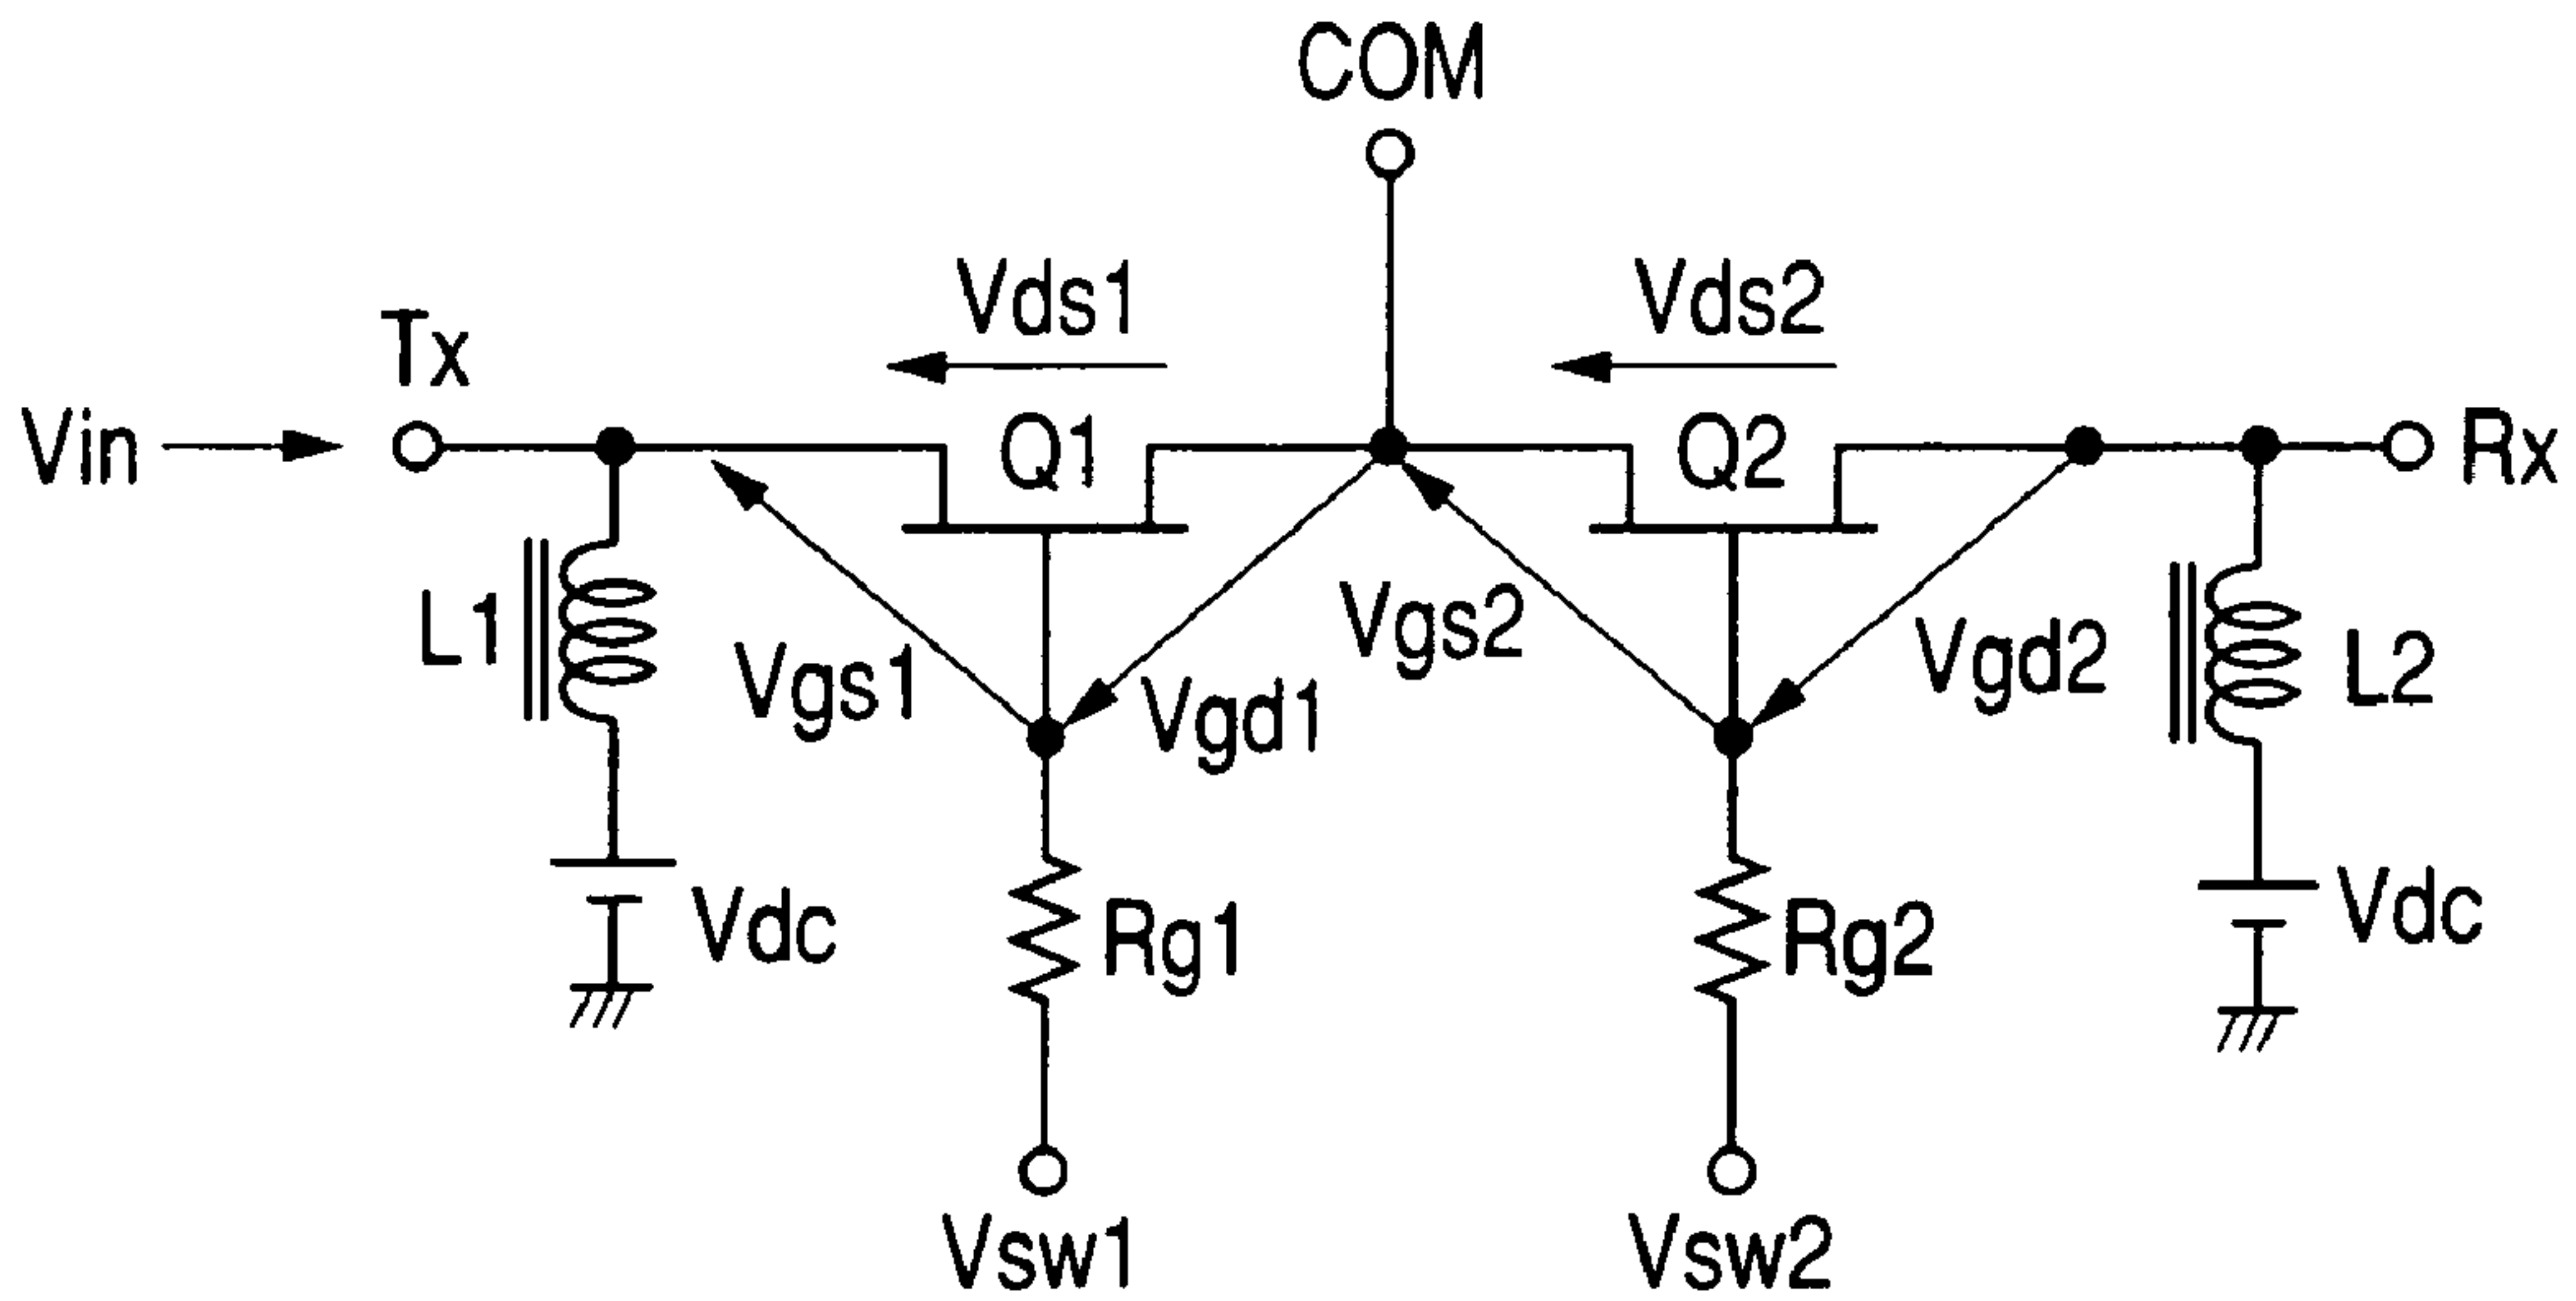 COM
Vds1
Vds2
Tx
Vin
Q1
Q2
Rx
L1
Vgs1
Vgd1
Vgs2
Vgd2
L2
Vdc
Rg1
Rg2
Vdc
Vsw1
Vsw2